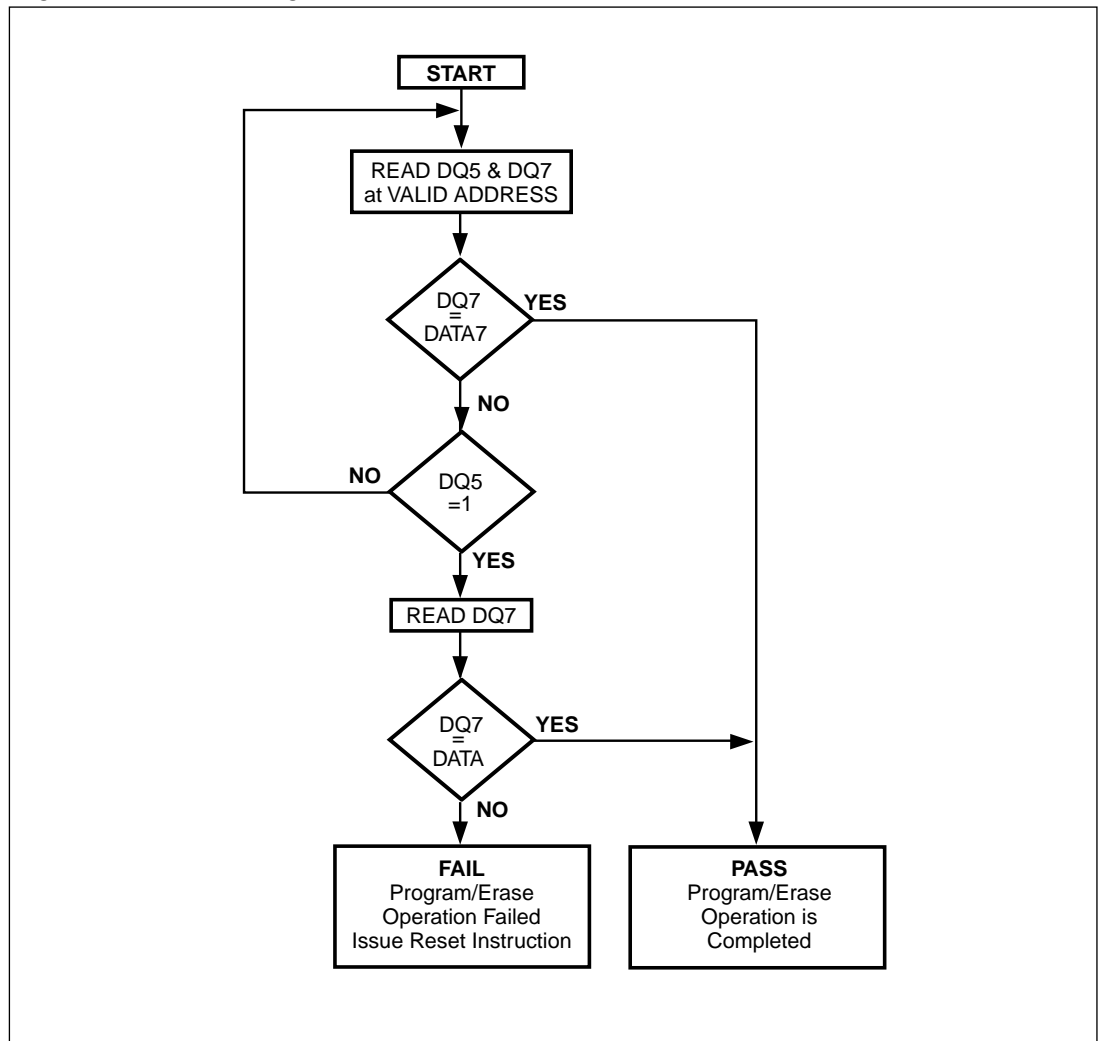 START
READ DQ5 & DQ7
at VALID ADDRESS
DQ7
=
DATA7
YES
NO
DQ5
=1
NO
YES
READ DQ7
DQ7
=
DATA
YES
NO
FAIL
Program/Erase
Operation Failed
Issue Reset Instruction
PASS
Program/Erase
Operation is
Completed